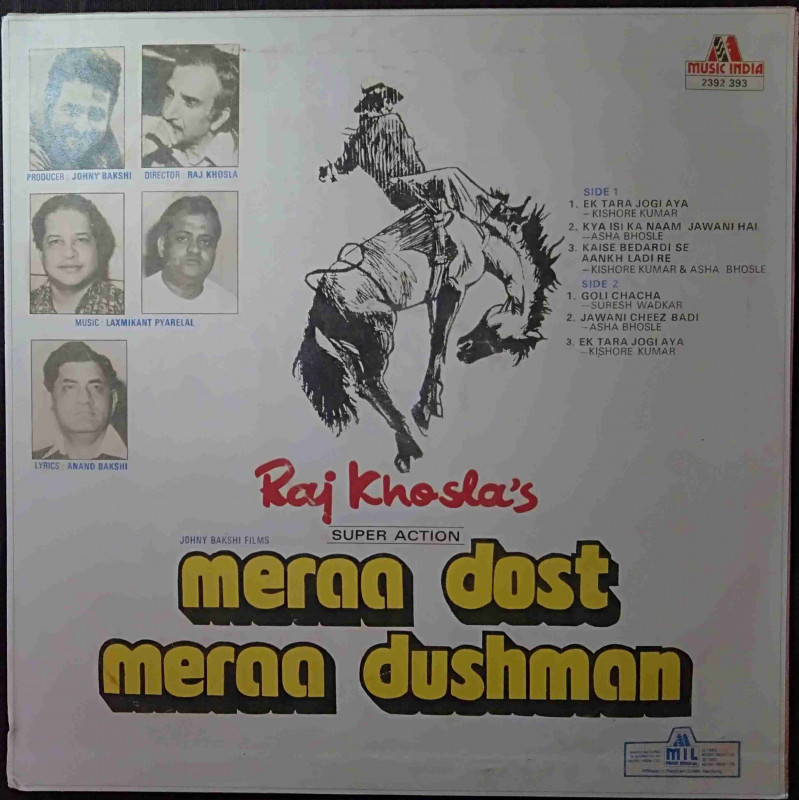 MUSIC INDIA
2392 393
PRODUCER : JOHNY BAKSHI
DIRECTOR : RAJ KHOSLA
MUSIC : LAXMIKANT PYARELAL
LYRICS : ANAND BAKSHI
SIDE 1
1. EK TARA JOGI AYA
–KISHORE KUMAR
2. KYA ISI KA NAAM JAWANI HAI
–ASHA BHOSLE
3. KAISE BEDARDI SE
AANKH LADI RE
–KISHORE KUMAR & ASHA BHOSLE
SIDE 2
1. GOLI CHACHA
–SURESH WADKAR
2. JAWANI CHEEZ BADI
–ASHA BHOSLE
3. EK TARA JOGI AYA
–KISHORE KUMAR
Raj Khosla's
SUPER ACTION
JOHNY BAKSHI FILMS
meraa dost
meraa dushman
MIL